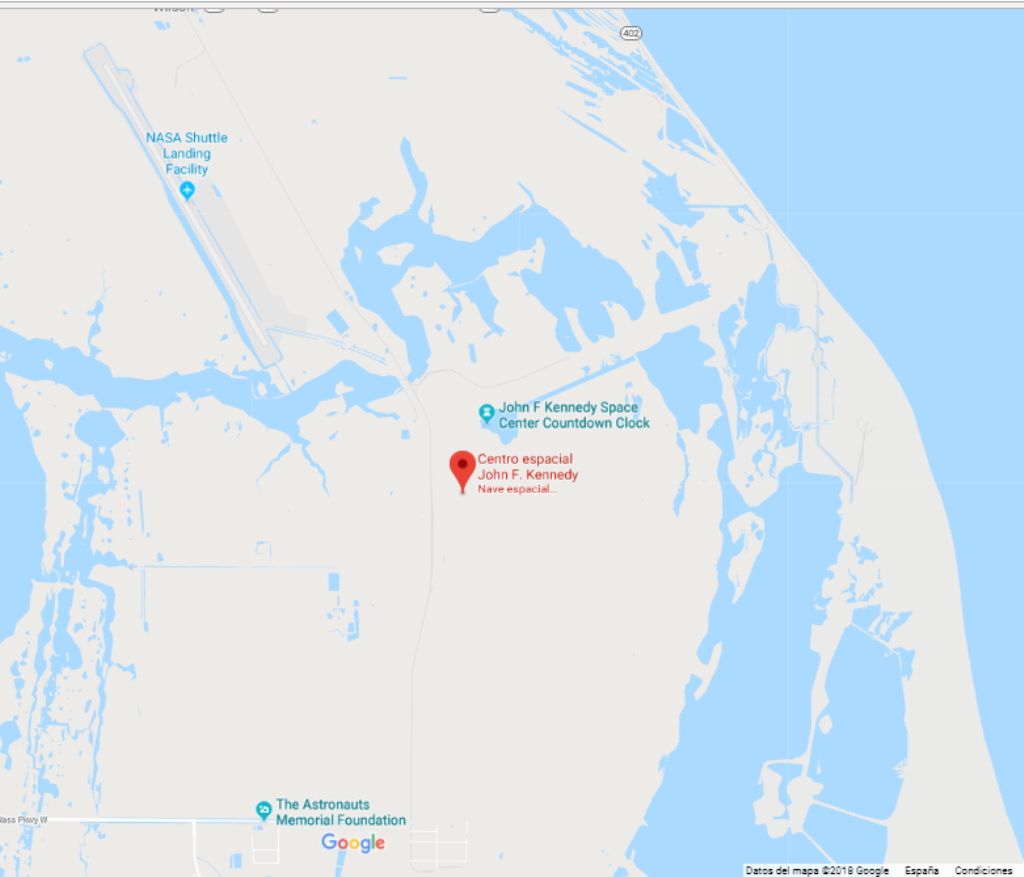 402
NASA Shuttle
Landing
Facility
John F Kennedy Space
Center Countdown Clock
Centro espacial
John F. Kennedy
Nave espacial...
The Astronauts
Memorial Foundation
Nasa Pkwy W
Google
Datos del mapa ©2018 Google España Condiciones